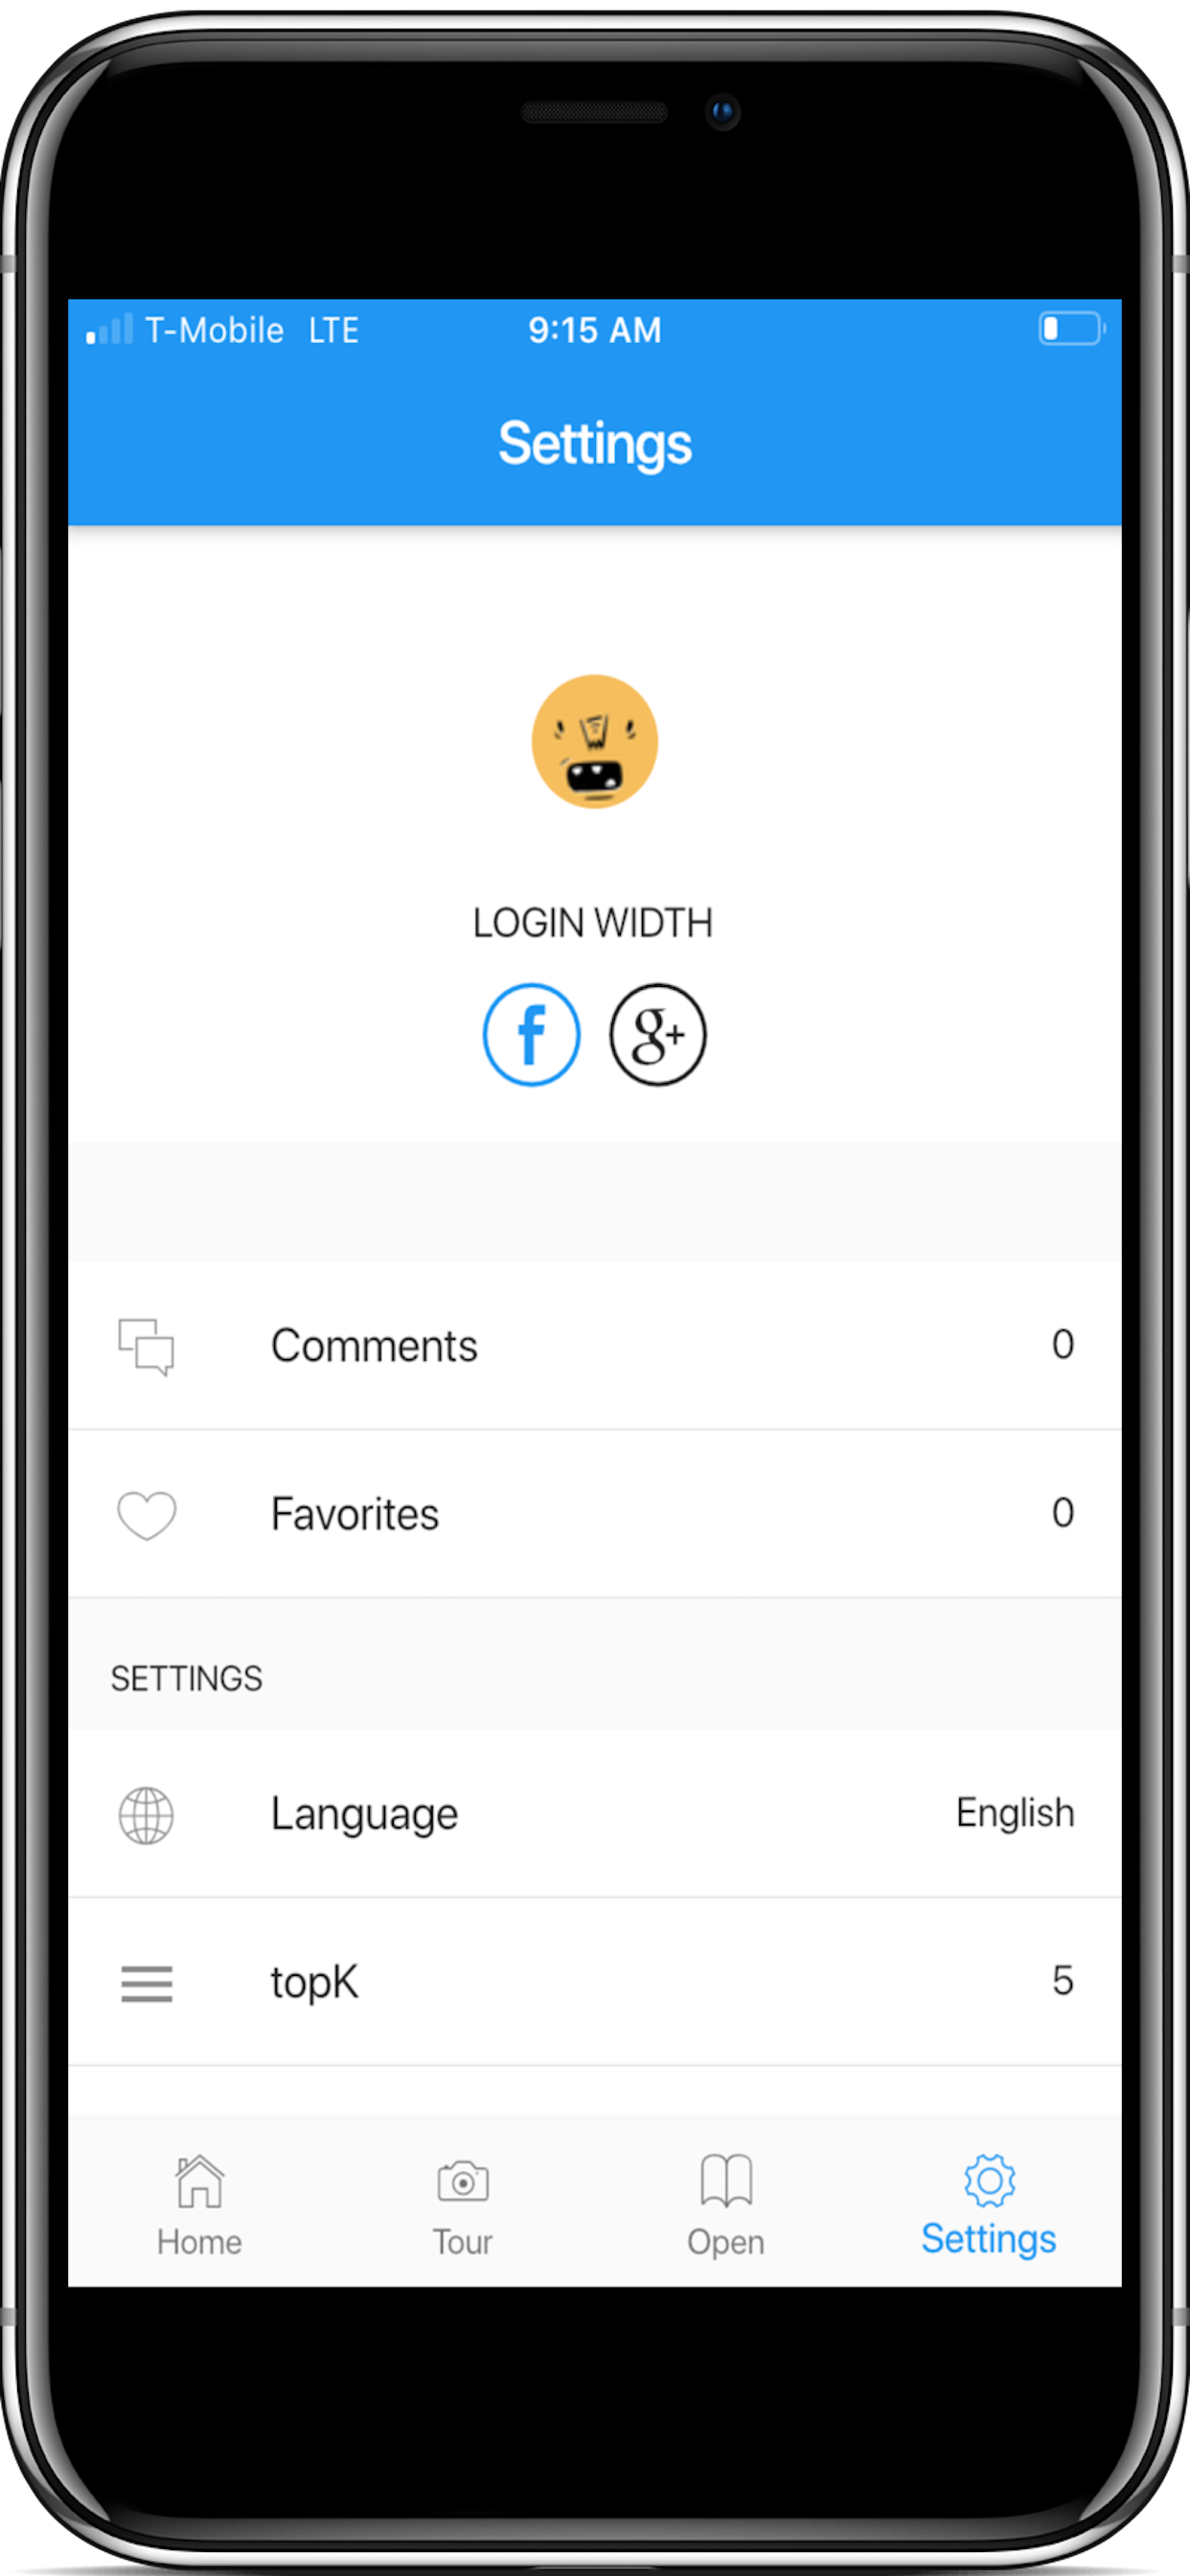 T-Mobile LTE 9:15 AM
Settings
LOGIN WIDTH
f g+
Comments 0
Favorites 0
SETTINGS
Language English
topK 5
Home Tour Open Settings